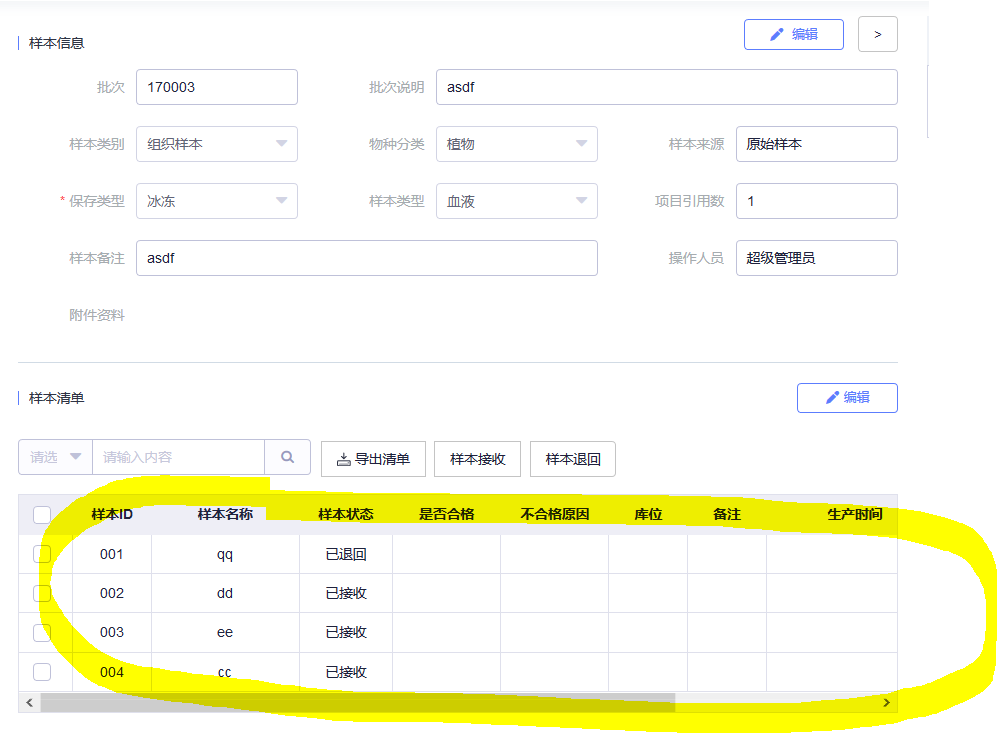 样本信息
编辑 >
批次 170003 批次说明 asdf
样本类别 组织样本 物种分类 植物 样本来源 原始样本
* 保存类型 冰冻 样本类型 血液 项目引用数 1
样本备注 asdf 操作人员 超级管理员
附件资料
样本清单
编辑
请选 请输入内容 导出清单 样本接收 样本退回
样本ID 样本名称 样本状态 是否合格 不合格原因 库位 备注 生产时间
001 qq 已退回
002 dd 已接收
003 ee 已接收
004 cc 已接收